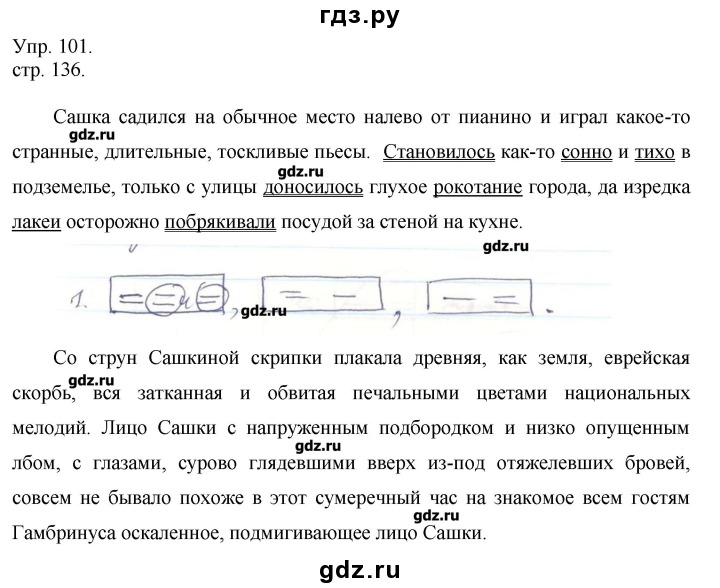 гдз.ру
Упр. 101.
стр. 136.
Сашка садился на обычное место налево от пианино и играл какое-то
gdz.ru
странные, длительные, тоскливые пьесы. Становилось как-то сонно и тихо в
gdz.ru
подземелье, только с улицы доносилось глухое рокотание города, да изредка
лакеи осторожно побрякивали посудой за стеной на кухне.
gdz.ru
1. [= = и =], [= –], [– =].
gdz.ru
Со струн Сашкиной скрипки плакала древняя, как земля, еврейская
gdz.ru
скорбь, вся затканная и обвитая печальными цветами национальных
мелодий. Лицо Сашки с напряженным подбородком и низко опущенным
gdz.ru
лбом, с глазами, сурово глядевшими вверх из-под отяжелевших бровей,
совсем не бывало похоже в этот сумеречный час на знакомое всем гостям
gdz.ru
Гамбринуса оскаленное, подмигивающее лицо Сашки.
gdz.ru